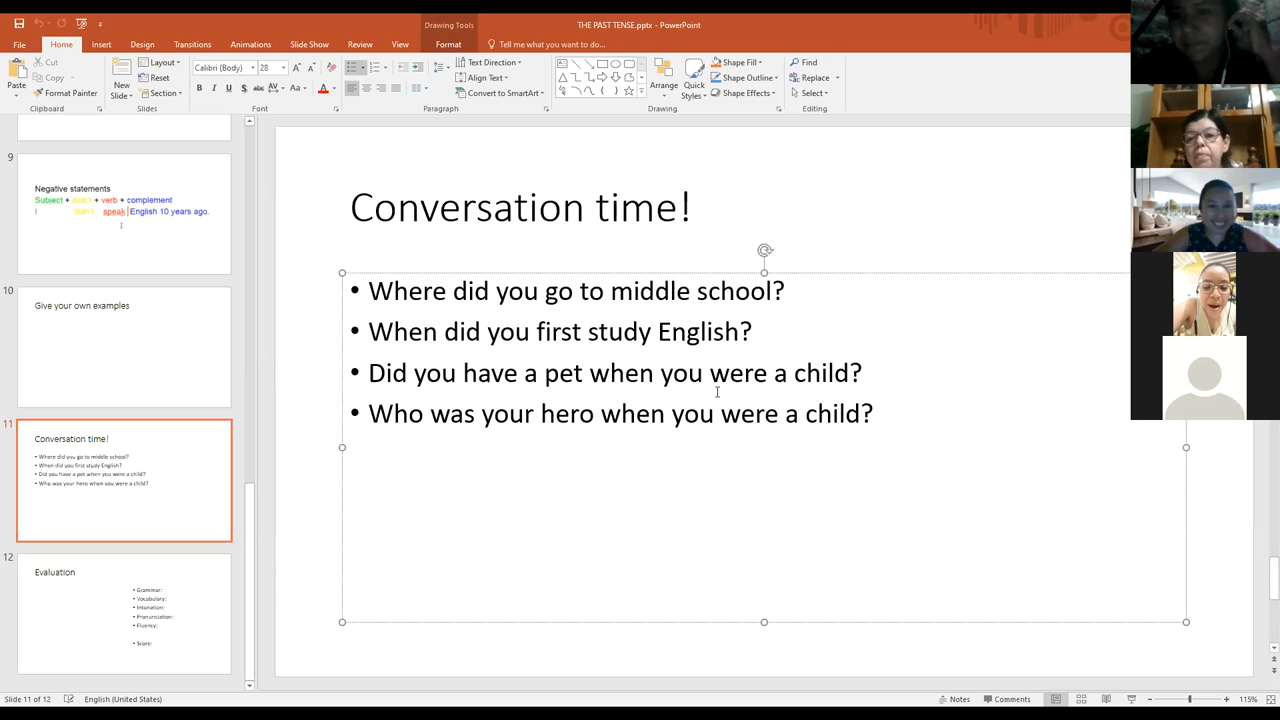 THE PAST TENSE.pptx - PowerPoint
Drawing Tools
File Home Insert Design Transitions Animations Slide Show Review View Format Tell me what you want to do...
Paste
Cut
Copy
Format Painter
Clipboard
New Slide
Layout
Reset
Section
Slides
Calibri (Body) 28
B I U S abc AV Aa A
Font
Text Direction
Align Text
Convert to SmartArt
Paragraph
Arrange
Quick Styles
Shape Fill
Shape Outline
Shape Effects
Drawing
Find
Replace
Select
Editing
9
Negative statements
Subject + didn't + verb + complement
I didn't speak English 10 years ago.
10
Give your own examples
11
Conversation time!
• Where did you go to middle school?
• When did you first study English?
• Did you have a pet when you were a child?
• Who was your hero when you were a child?
12
Evaluation
• Grammar:
• Vocabulary:
• Intonation:
• Pronunciation:
• Fluency:
• Score:
Conversation time!
• Where did you go to middle school?
• When did you first study English?
• Did you have a pet when you were a child?
• Who was your hero when you were a child?
Slide 11 of 12 English (United States) Notes Comments 115%